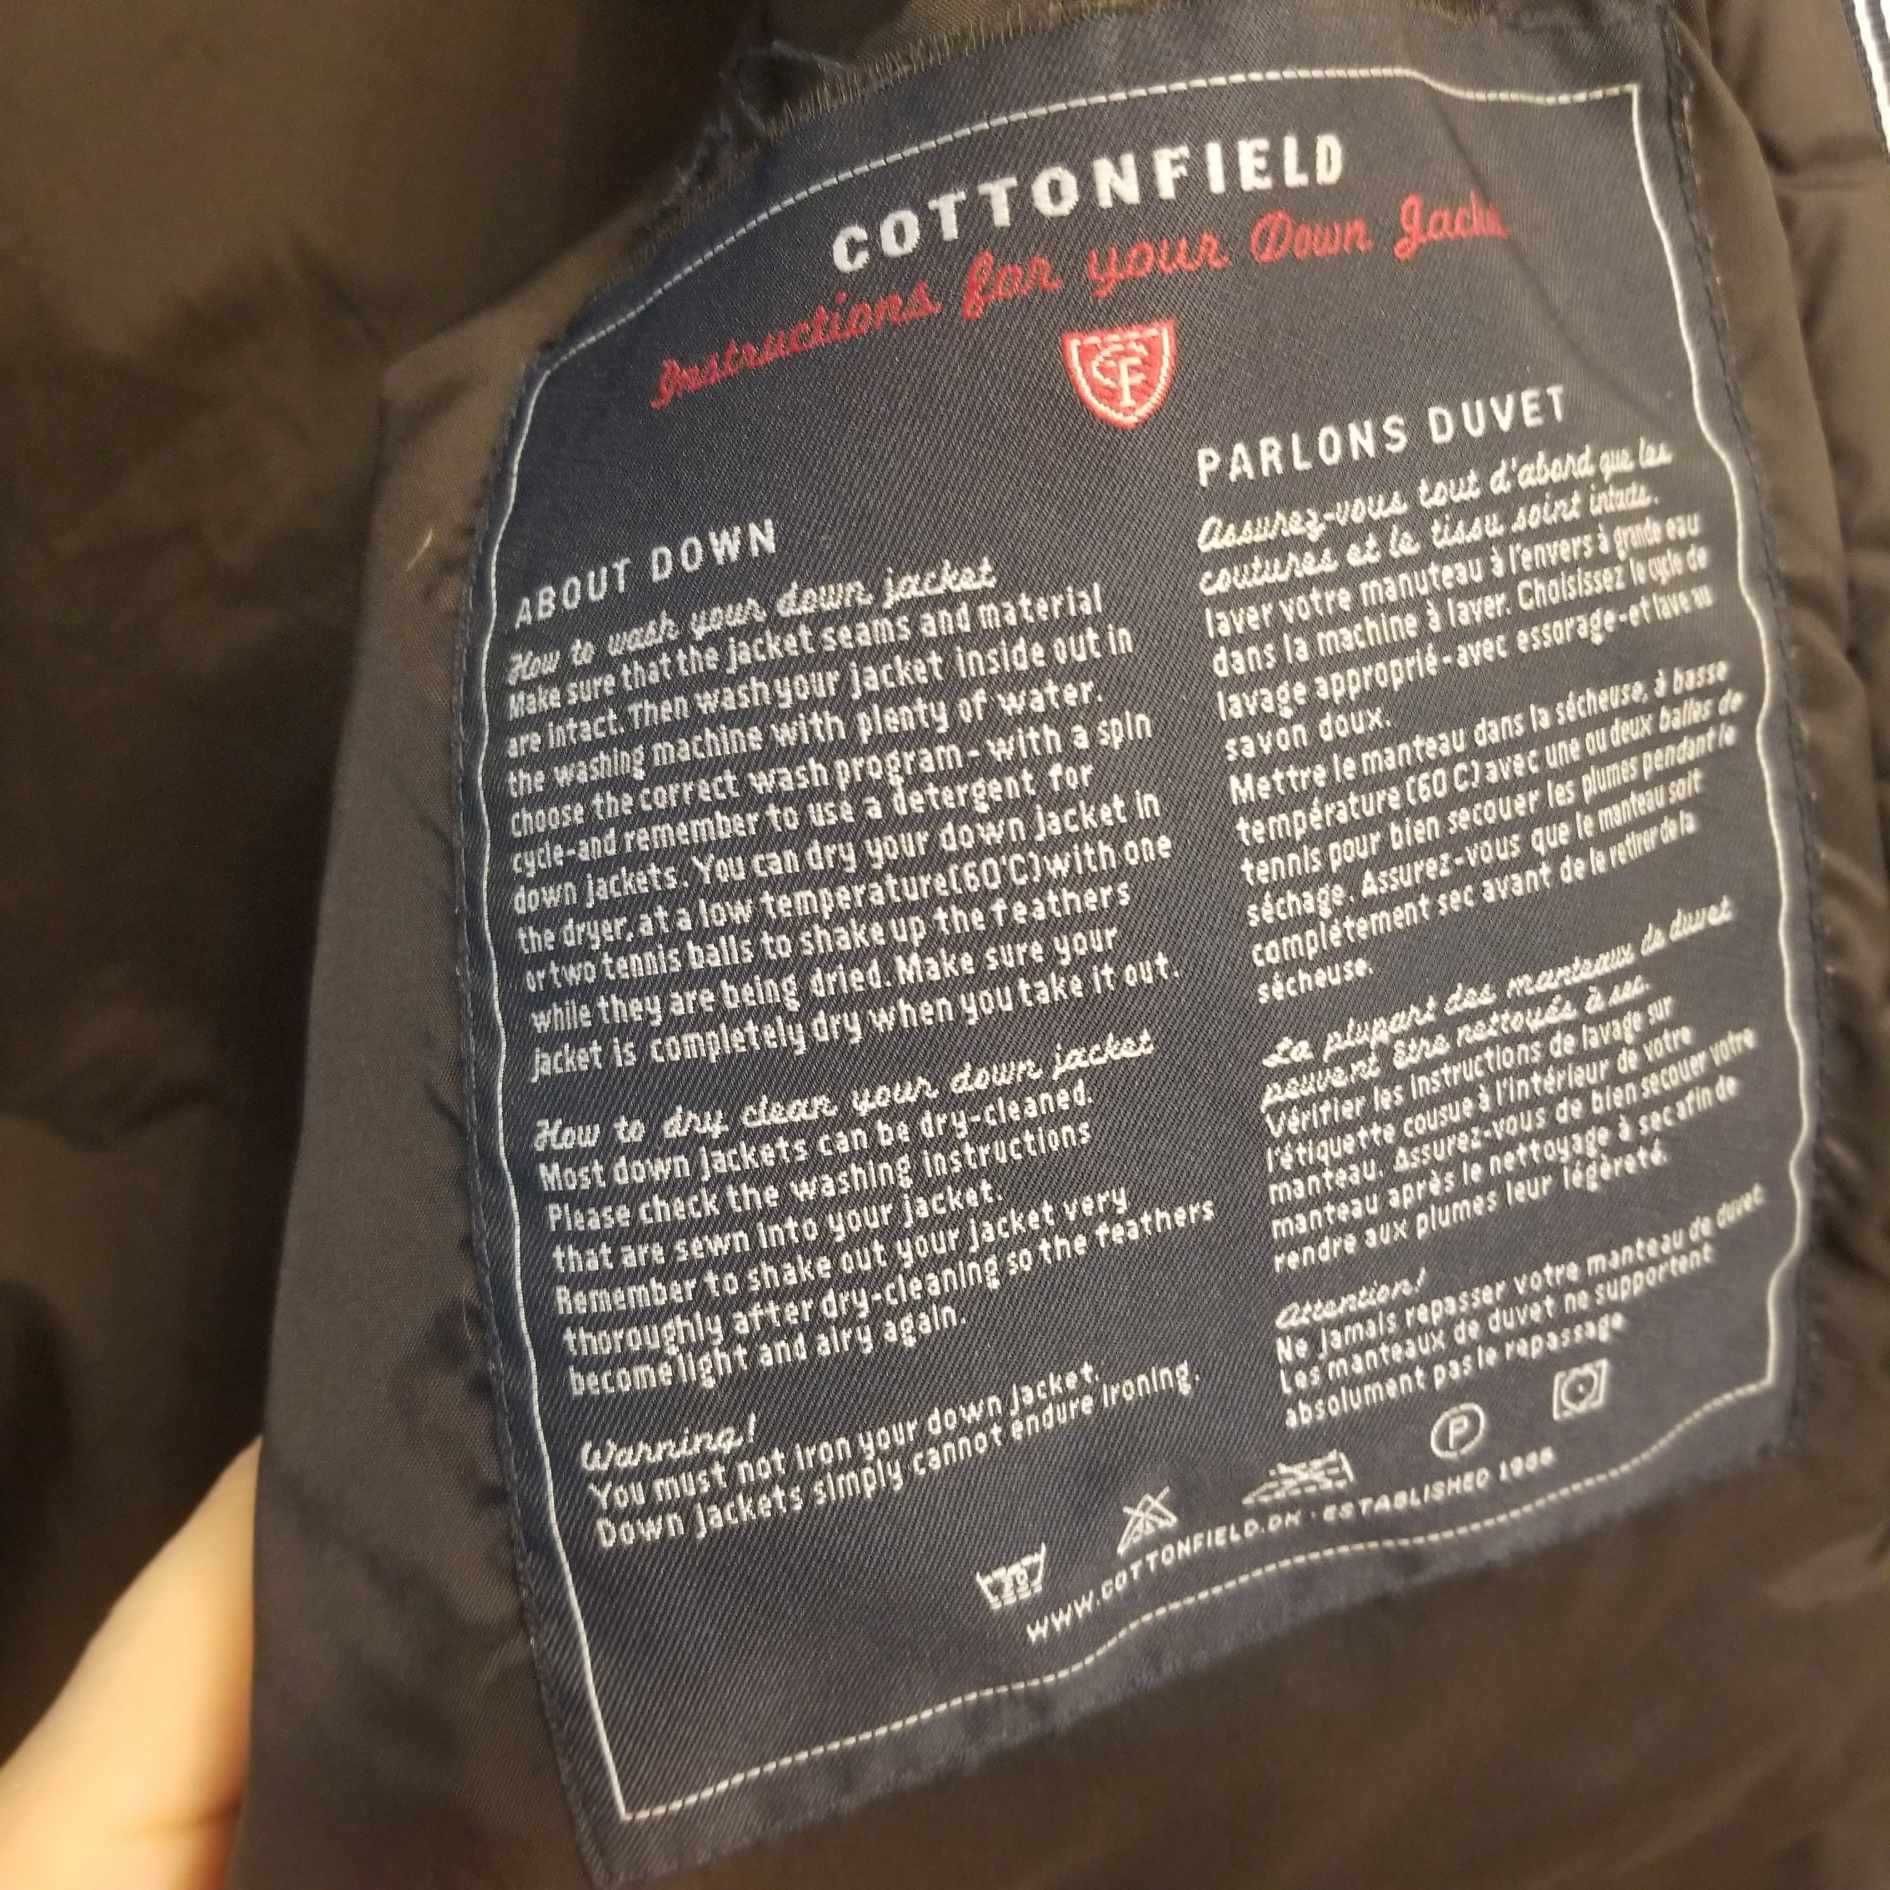 COTTONFIELD
Instructions for your Down
CF
ABOUT DOWN
How to wash your down jacket
Make sure that the jacket seams and material
are intact. Then wash your jacket inside out in
the washing machine with plenty of water.
Choose the correct wash program - with a spin
cycle-and remember to use a detergent for
down jackets. You can dry your down jacket in
the dryer, at a low temperature(60°C)with one
or two tennis balls to shake up the feathers
while they are being dried. Make sure your
jacket is completely dry when you take it out.
How to dry clean your down jacket
Most down jackets can be dry-cleaned.
Please check the washing instructions
that are sewn into your jacket.
Remember to shake out your jacket very
thoroughly after dry-cleaning so the feathers
become light and airy again.
Warning!
You must not iron your down jacket.
Down jackets simply cannot endure ironing.
PARLONS DUVET
Assurez-vous tout d'abord que les
coutures et le tissu soint intacts.
laver votre manuteau à l'envers à grande eau
dans la machine à laver. Choisissez le cycle de
lavage approprié-avec essorage-et lave au
savon doux.
Mettre le manteau dans la sécheuse, à basse
température (60 C) avec une ou deux balles de
tennis pour bien secouer les plumes pendant le
séchage. Assurez-vous que le manteau soit
complétement sec avant de le retirer de la
sécheuse.
La plupart des manteaux de duvet
peuvent être nettoyés à sec.
Vérifier les instructions de lavage sur
l'étiquette cousue à l'intérieur de votre
manteau. Assurez-vous de bien secouer votre
manteau après le nettoyage à sec afin de
rendre aux plumes leur légèreté.
Attention!
Ne jamais repasser votre manteau de duvet.
Les manteaux de duvet ne supportent
absolument pas le repassage
P
WWW.COTTONFIELD.DK · ESTABLISHED